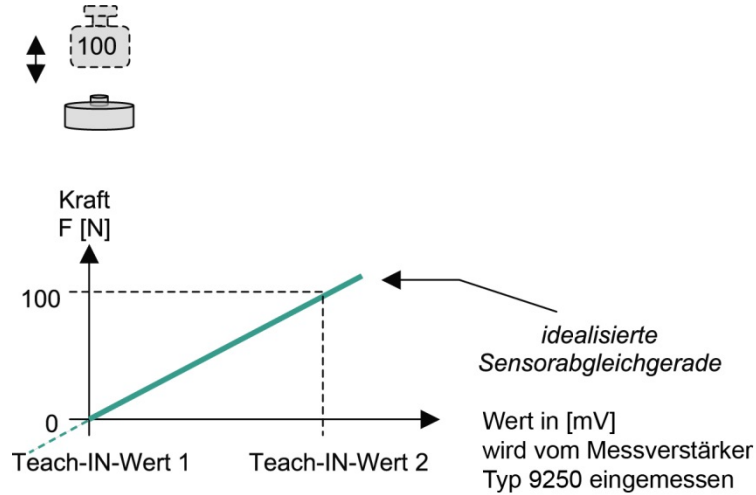 100
Kraft
F [N]
100
idealisierte
Sensorabgleichgerade
0
Wert in [mV]
wird vom Messverstärker
Typ 9250 eingemessen
Teach-IN-Wert 1
Teach-IN-Wert 2